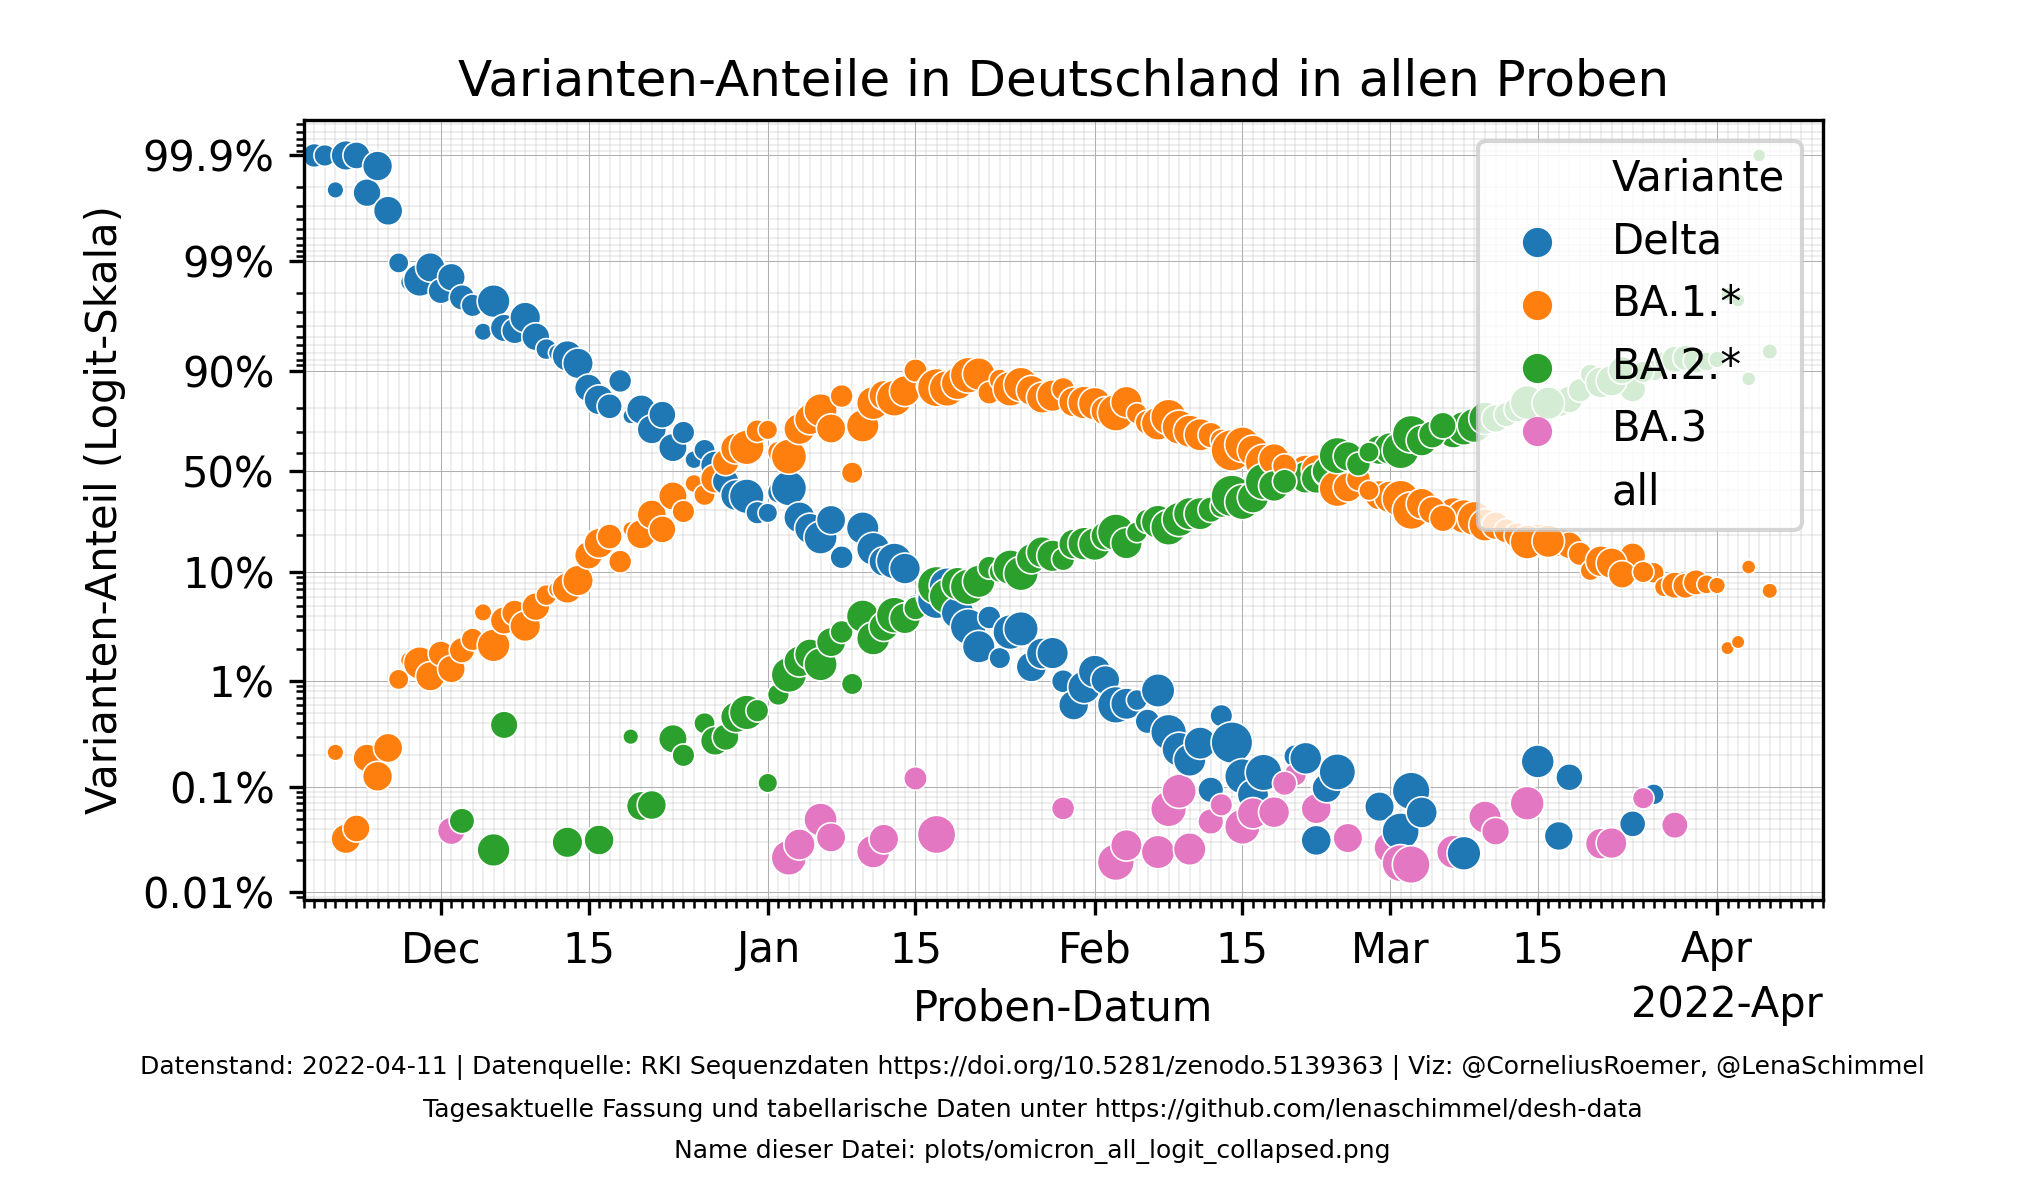 Varianten-Anteile in Deutschland in allen Proben
Varianten-Anteil (Logit-Skala)
99.9%
99%
90%
50%
10%
1%
0.1%
0.01%
Variante
Delta
BA.1.*
BA.2.*
BA.3
all
Dec 15 Jan 15 Feb 15 Mar 15 Apr
Proben-Datum
2022-Apr
Datenstand: 2022-04-11 | Datenquelle: RKI Sequenzdaten https://doi.org/10.5281/zenodo.5139363 | Viz: @CorneliusRoemer, @LenaSchimmel
Tagesaktuelle Fassung und tabellarische Daten unter https://github.com/lenaschimmel/desh-data
Name dieser Datei: plots/omicron_all_logit_collapsed.png